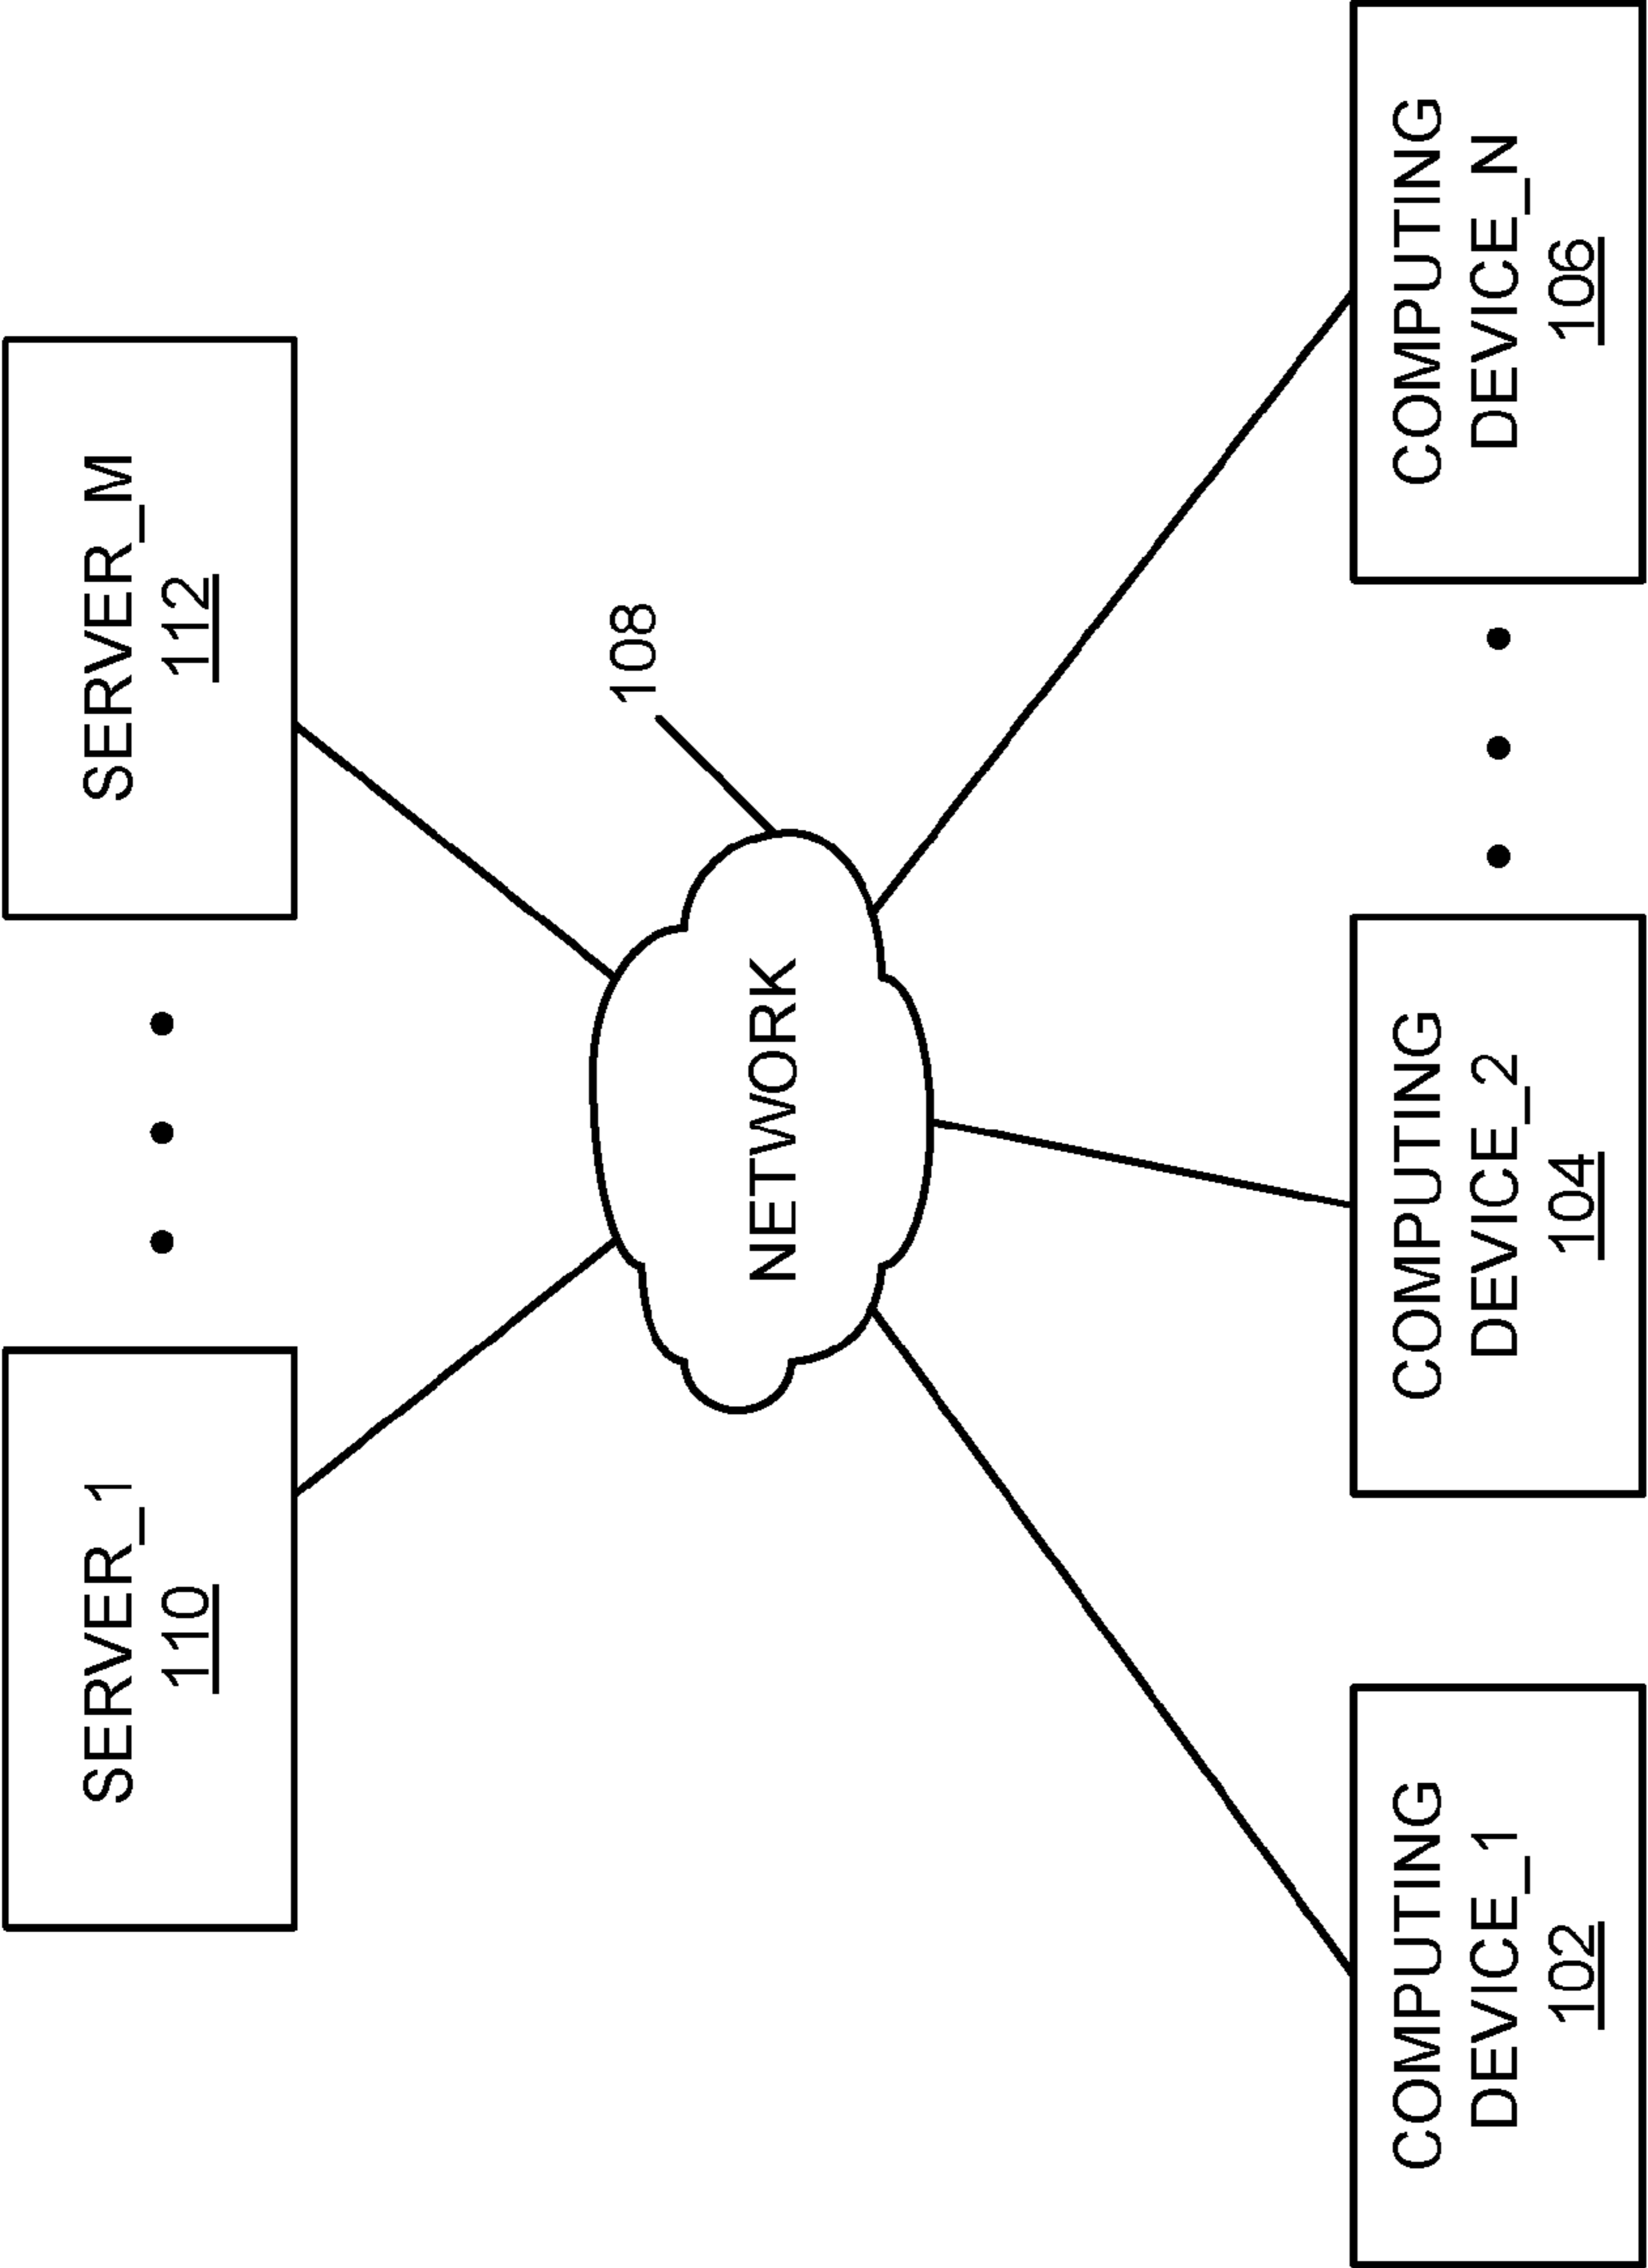 SERVER_1
110
SERVER_M
112
108
NETWORK
COMPUTING
DEVICE_1
102
COMPUTING
DEVICE_2
104
COMPUTING
DEVICE_N
106